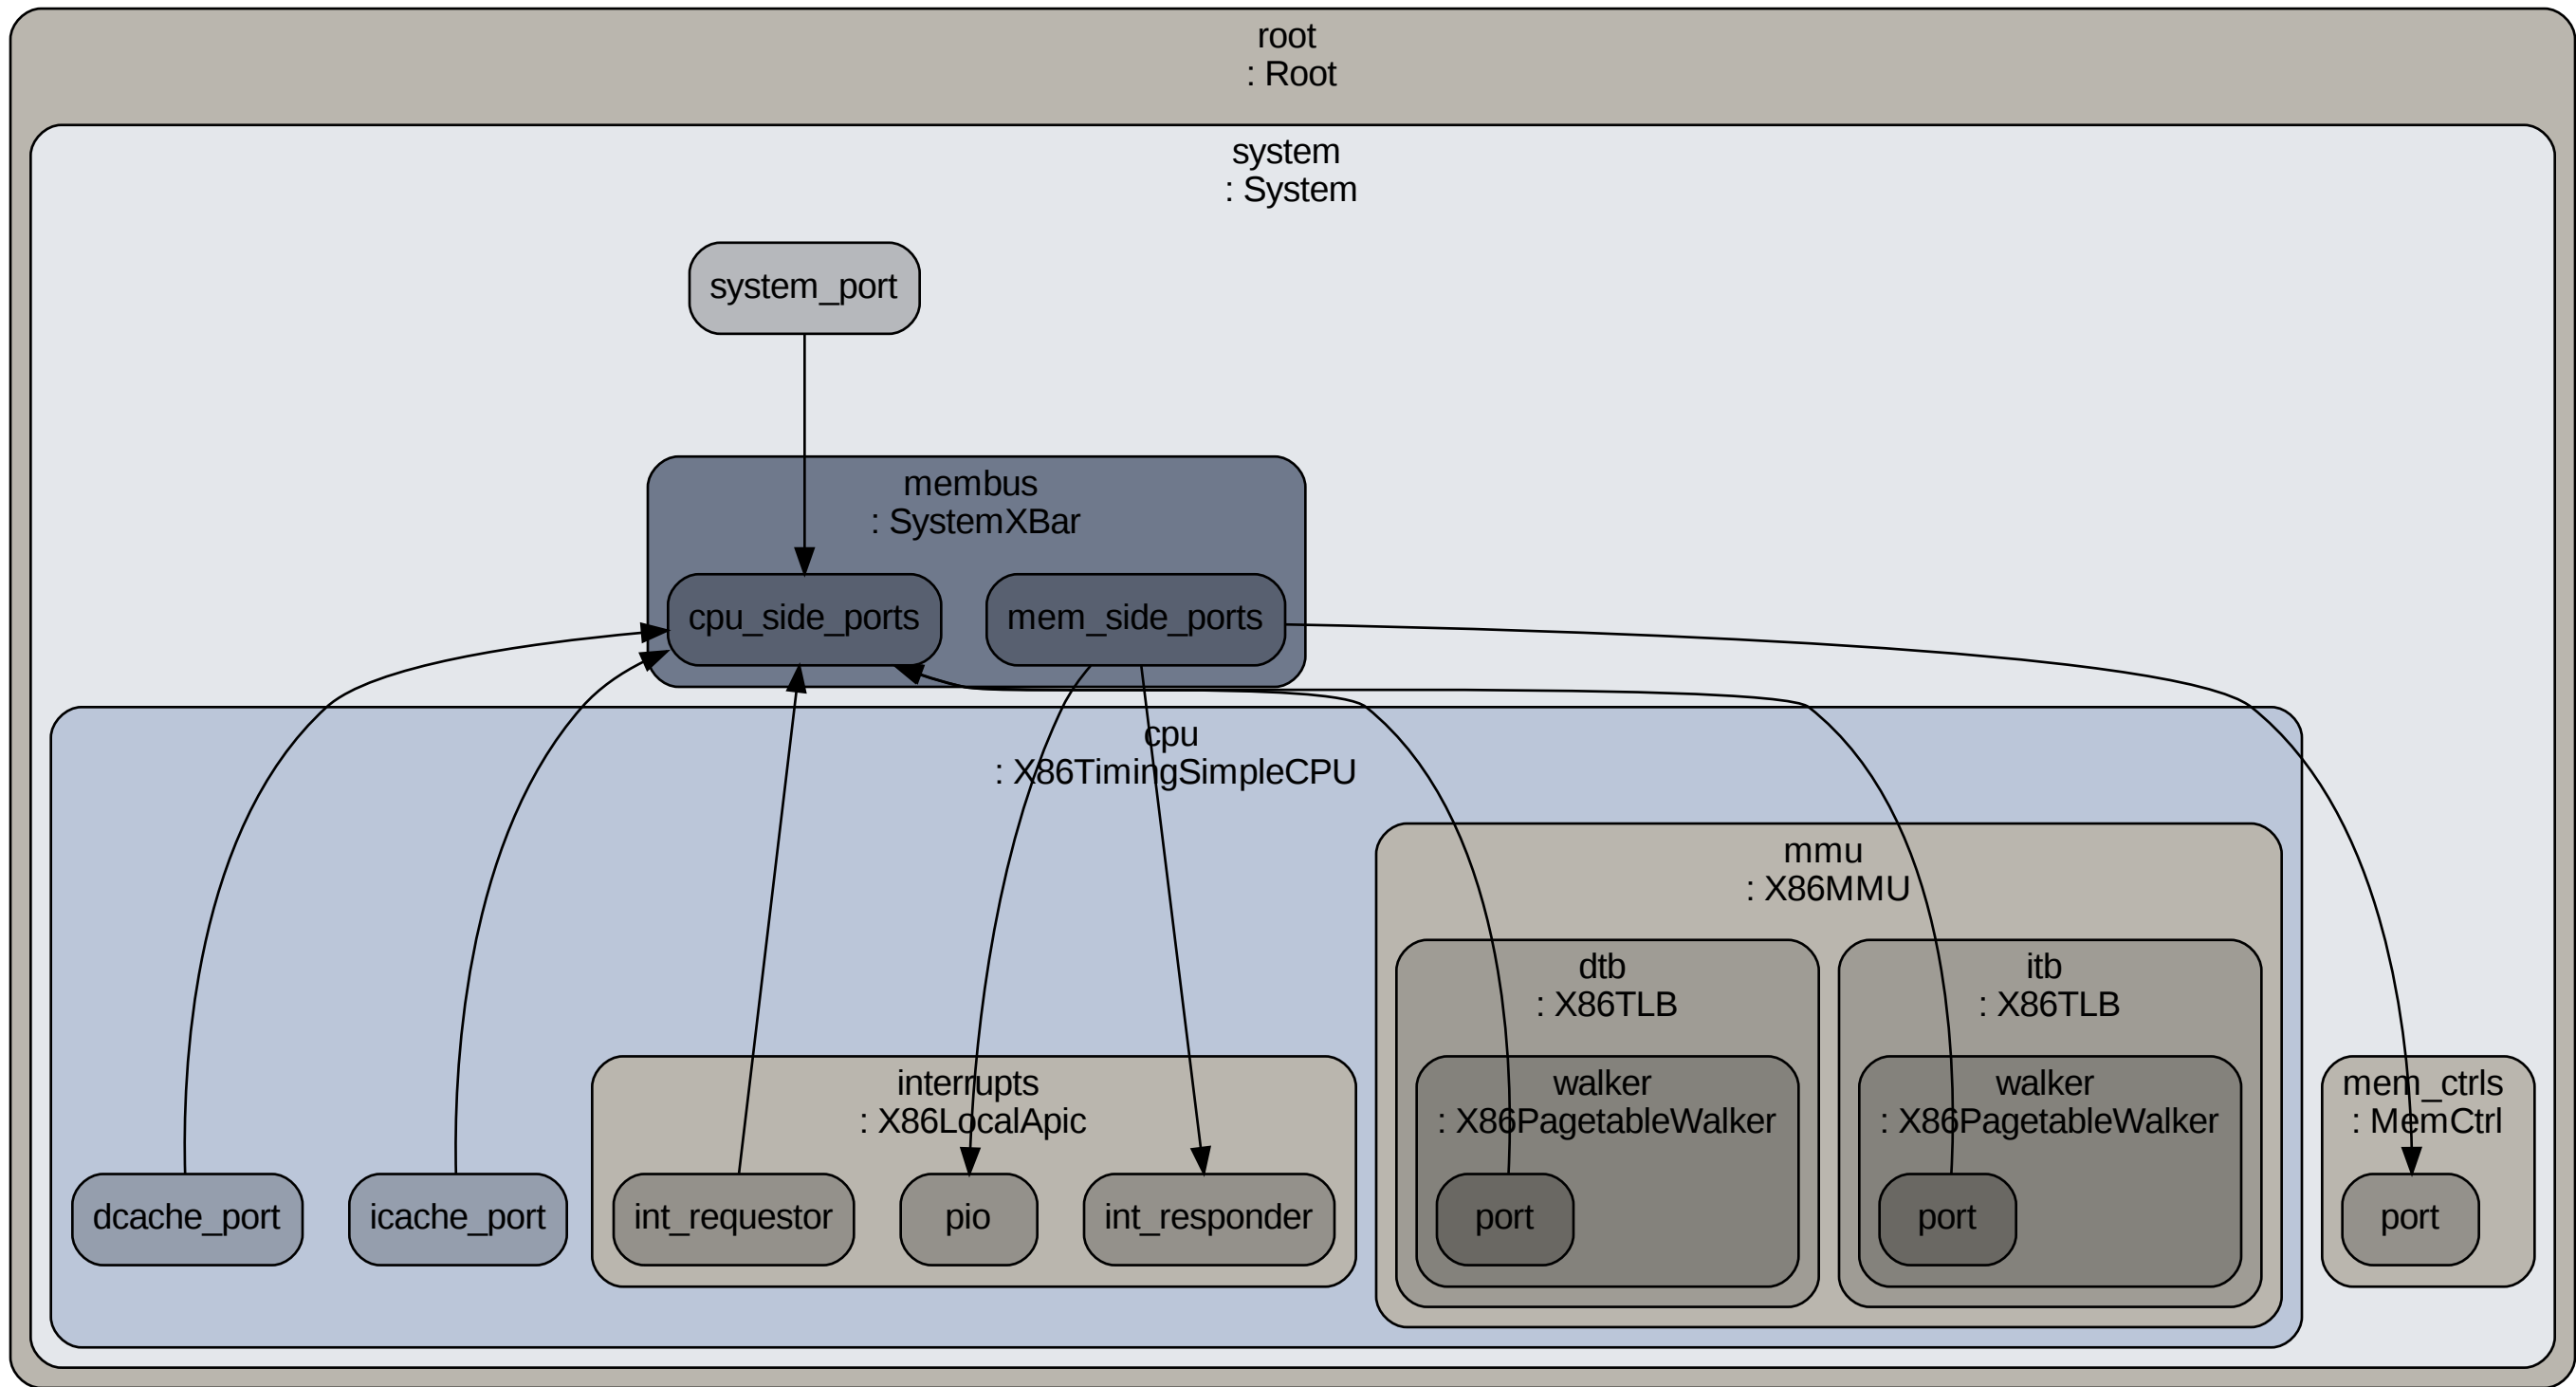 root
: Root
system
: System
system_port
membus
: SystemXBar
cpu_side_ports
mem_side_ports
cpu
: X86TimingSimpleCPU
mmu
: X86MMU
dtb
: X86TLB
itb
: X86TLB
interrupts
: X86LocalApic
walker
: X86PagetableWalker
walker
: X86PagetableWalker
mem_ctrls
: MemCtrl
dcache_port
icache_port
int_requestor
pio
int_responder
port
port
port